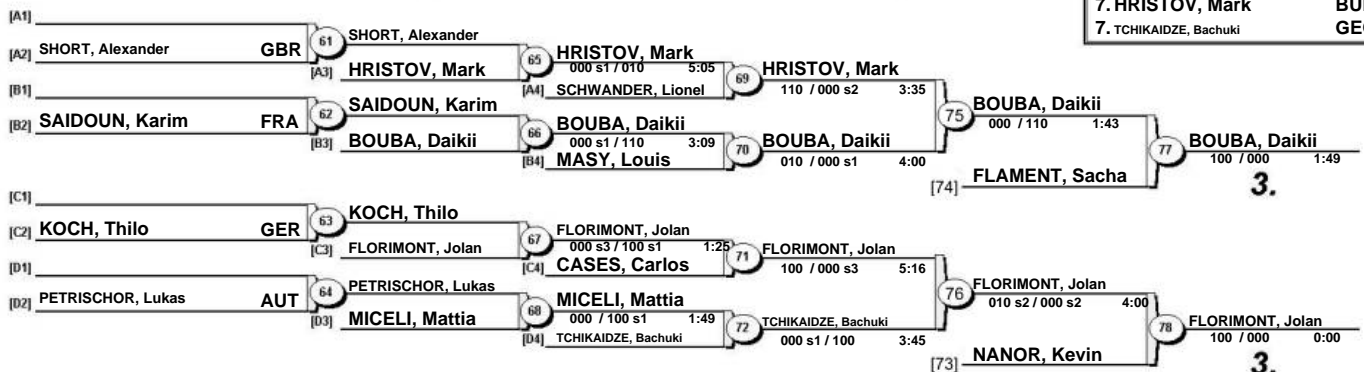 7. HRISTOV, Mark
7. TCHIKAIDZE, Bachuki
[A1]
[A2] SHORT, Alexander GBR
61
SHORT, Alexander
[A3] HRISTOV, Mark
65
HRISTOV, Mark
000 s1 / 010 5:05
[A4] SCHWANDER, Lionel
69
HRISTOV, Mark
110 / 000 s2 3:35
[B1]
[B2] SAIDOUN, Karim FRA
62
SAIDOUN, Karim
[B3] BOUBA, Daikii
66
BOUBA, Daikii
000 s1 / 110 3:09
[B4] MASY, Louis
70
BOUBA, Daikii
010 / 000 s1 4:00
75
BOUBA, Daikii
000 / 110 1:43
[74] FLAMENT, Sacha
77
BOUBA, Daikii
100 / 000 1:49
3.
[C1]
[C2] KOCH, Thilo GER
63
KOCH, Thilo
[C3] FLORIMONT, Jolan
67
FLORIMONT, Jolan
000 s3 / 100 s1 1:25
[C4] CASES, Carlos
71
FLORIMONT, Jolan
100 / 000 s3 5:16
[D1]
[D2] PETRISCHOR, Lukas AUT
64
PETRISCHOR, Lukas
[D3] MICELI, Mattia
68
MICELI, Mattia
000 / 100 s1 1:49
[D4] TCHIKAIDZE, Bachuki
72
TCHIKAIDZE, Bachuki
000 s1 / 100 3:45
76
FLORIMONT, Jolan
010 s2 / 000 s2 4:00
[73] NANOR, Kevin
78
FLORIMONT, Jolan
100 / 000 0:00
3.